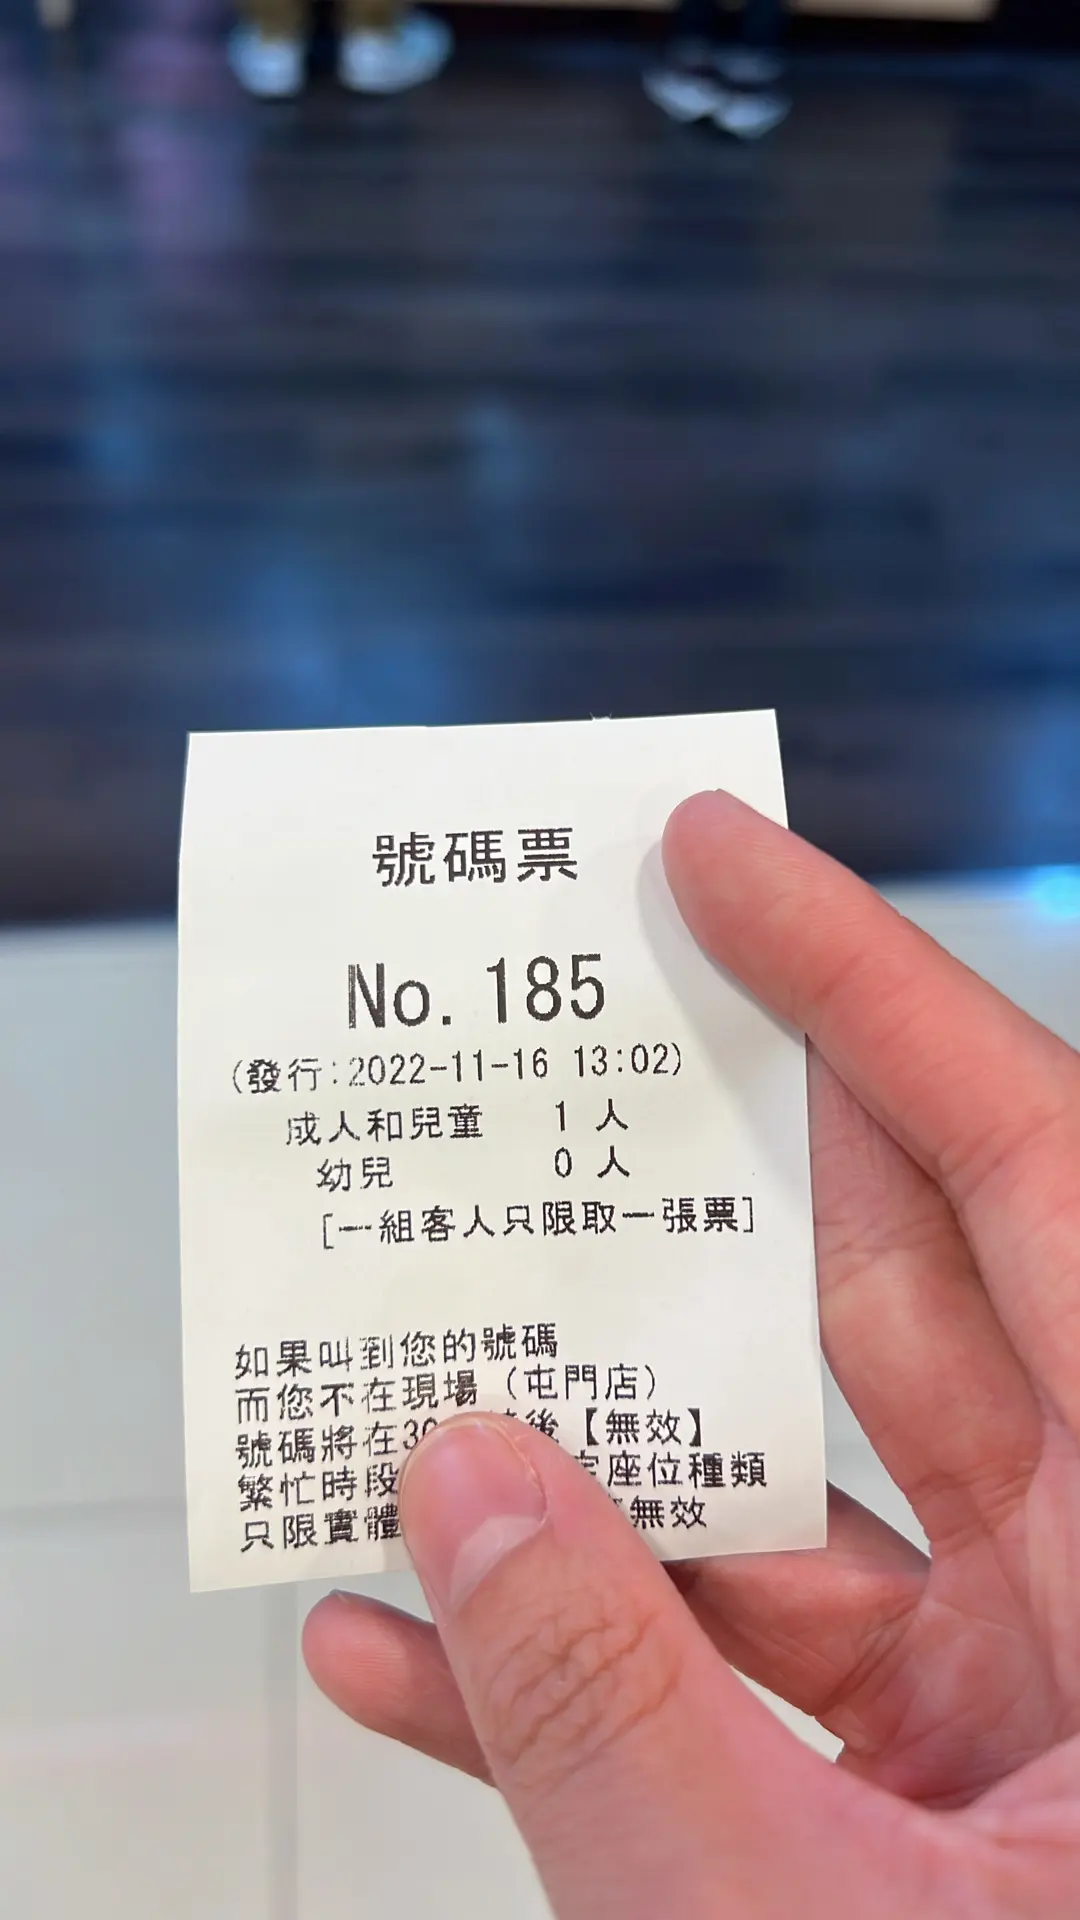 號碼票
No. 185
(發行:2022-11-16 13:02)
成人和兒童 1 人
幼兒 0 人
[一組客人只限取一張票]
如果叫到您的號碼
而您不在現場 (屯門店)
號碼將在30 後【無效】
繁忙時段 座位種類
只限實體 無效